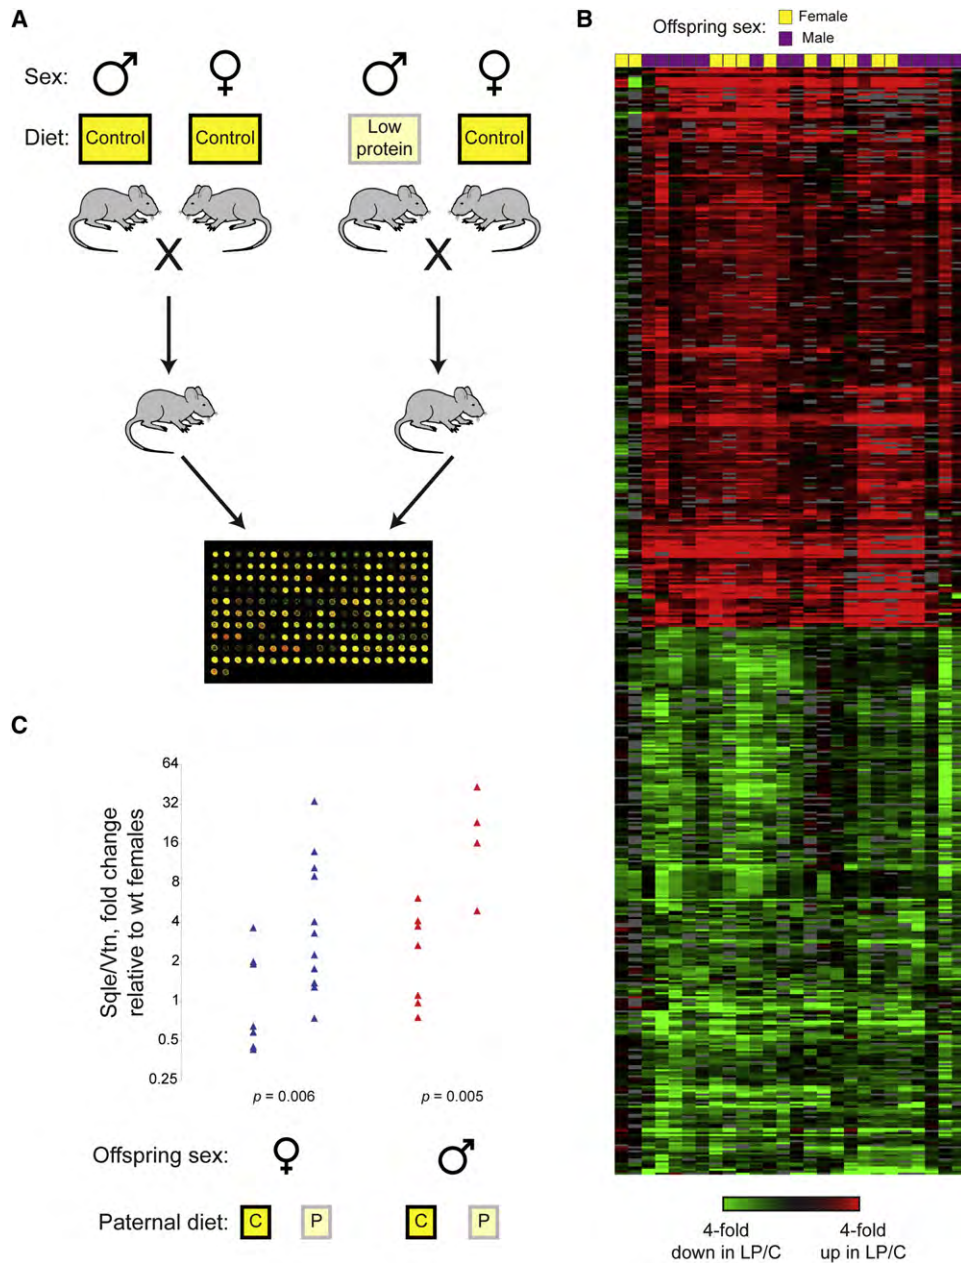 A
Sex:
Diet:
Control
Control
Low
protein
Control
X
X
B
Offspring sex:
Female
Male
4-fold
down in LP/C
4-fold
up in LP/C
C
Sqle/Vtn, fold change
relative to wt females
64
32
16
8
4
2
1
0.5
0.25
p = 0.006
p = 0.005
Offspring sex:
Paternal diet:
C
P
C
P